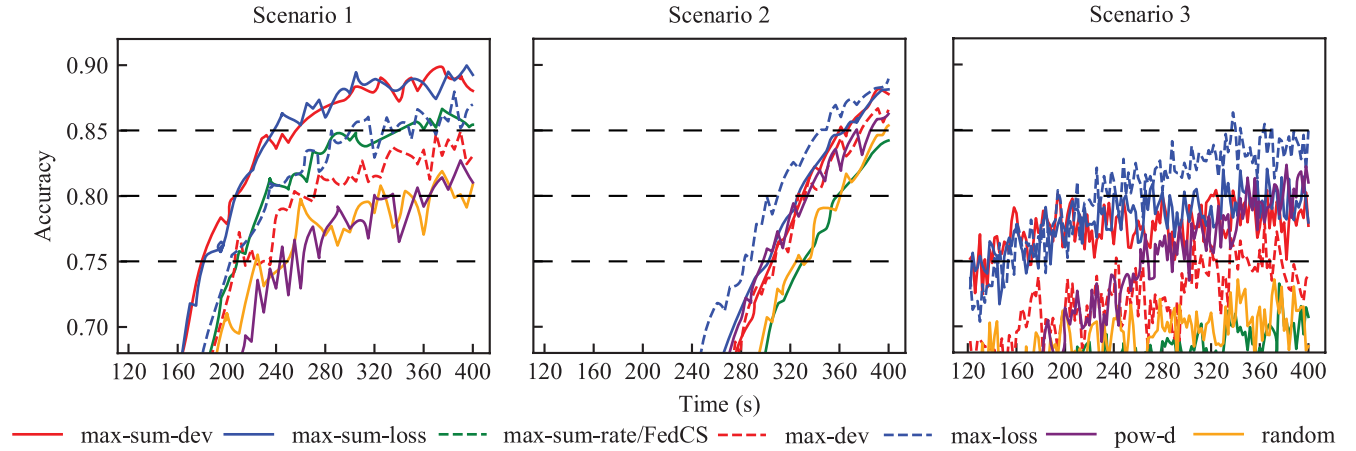 Scenario 1
Scenario 2
Scenario 3
Accuracy
0.90
0.85
0.80
0.75
0.70
120 160 200 240 280 320 360 400
120 160 200 240 280 320 360 400
120 160 200 240 280 320 360 400
Time (s)
max-sum-dev max-sum-loss max-sum-rate/FedCS max-dev max-loss pow-d random